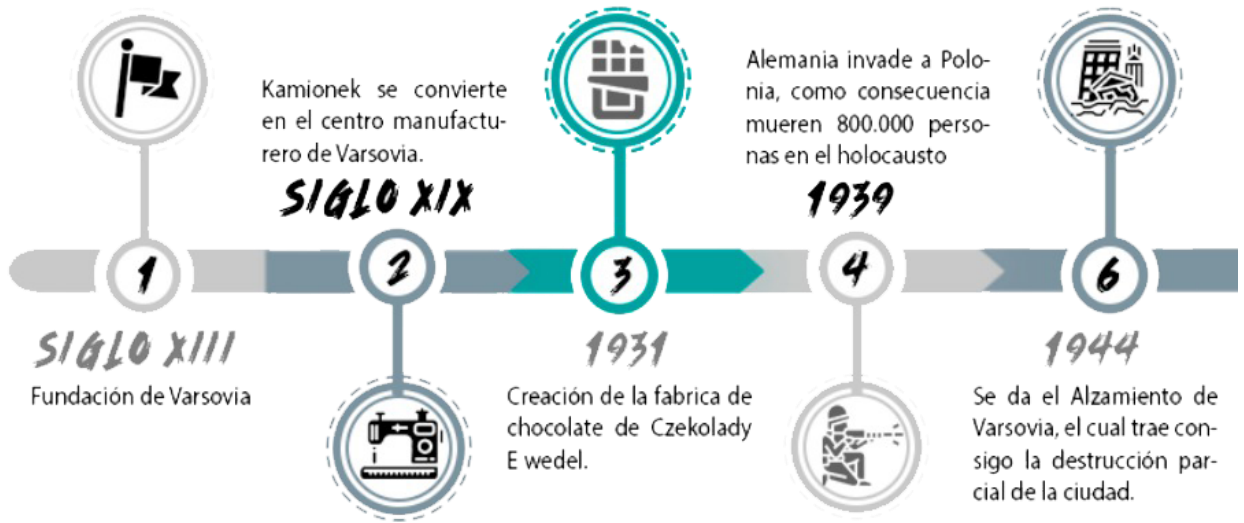 1
SIGLO XIII
Fundación de Varsovia
Kamionek se convierte
en el centro manufactu-
rero de Varsovia.
SIGLO XIX
2
3
1931
Creación de la fabrica de
chocolate de Czekolady
E wedel.
Alemania invade a Polo-
nia, como consecuencia
mueren 800.000 perso-
nas en el holocausto
1939
4
6
1944
Se da el Alzamiento de
Varsovia, el cual trae con-
sigo la destrucción par-
cial de la ciudad.